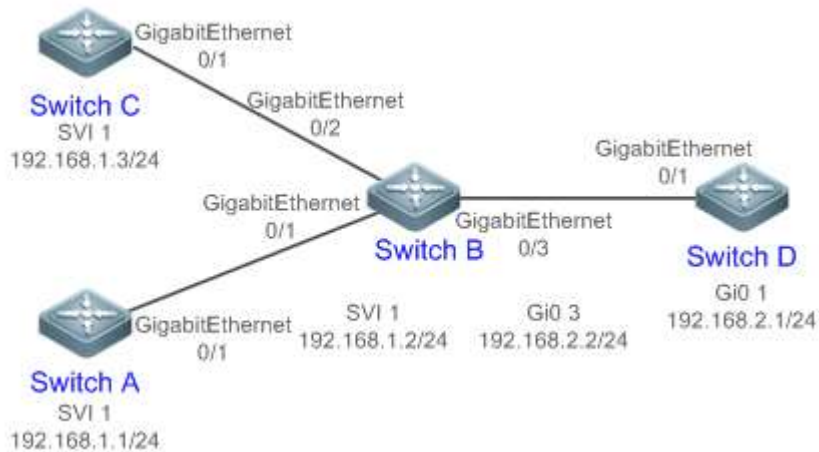 GigabitEthernet
0/1
Switch C
SVI 1
192.168.1.3/24
GigabitEthernet
0/2
GigabitEthernet
0/1
GigabitEthernet
0/1
Switch B
GigabitEthernet
0/3
Switch D
Gi0 1
192.168.2.1/24
SVI 1
192.168.1.2/24
Gi0 3
192.168.2.2/24
GigabitEthernet
0/1
Switch A
SVI 1
192.168.1.1/24